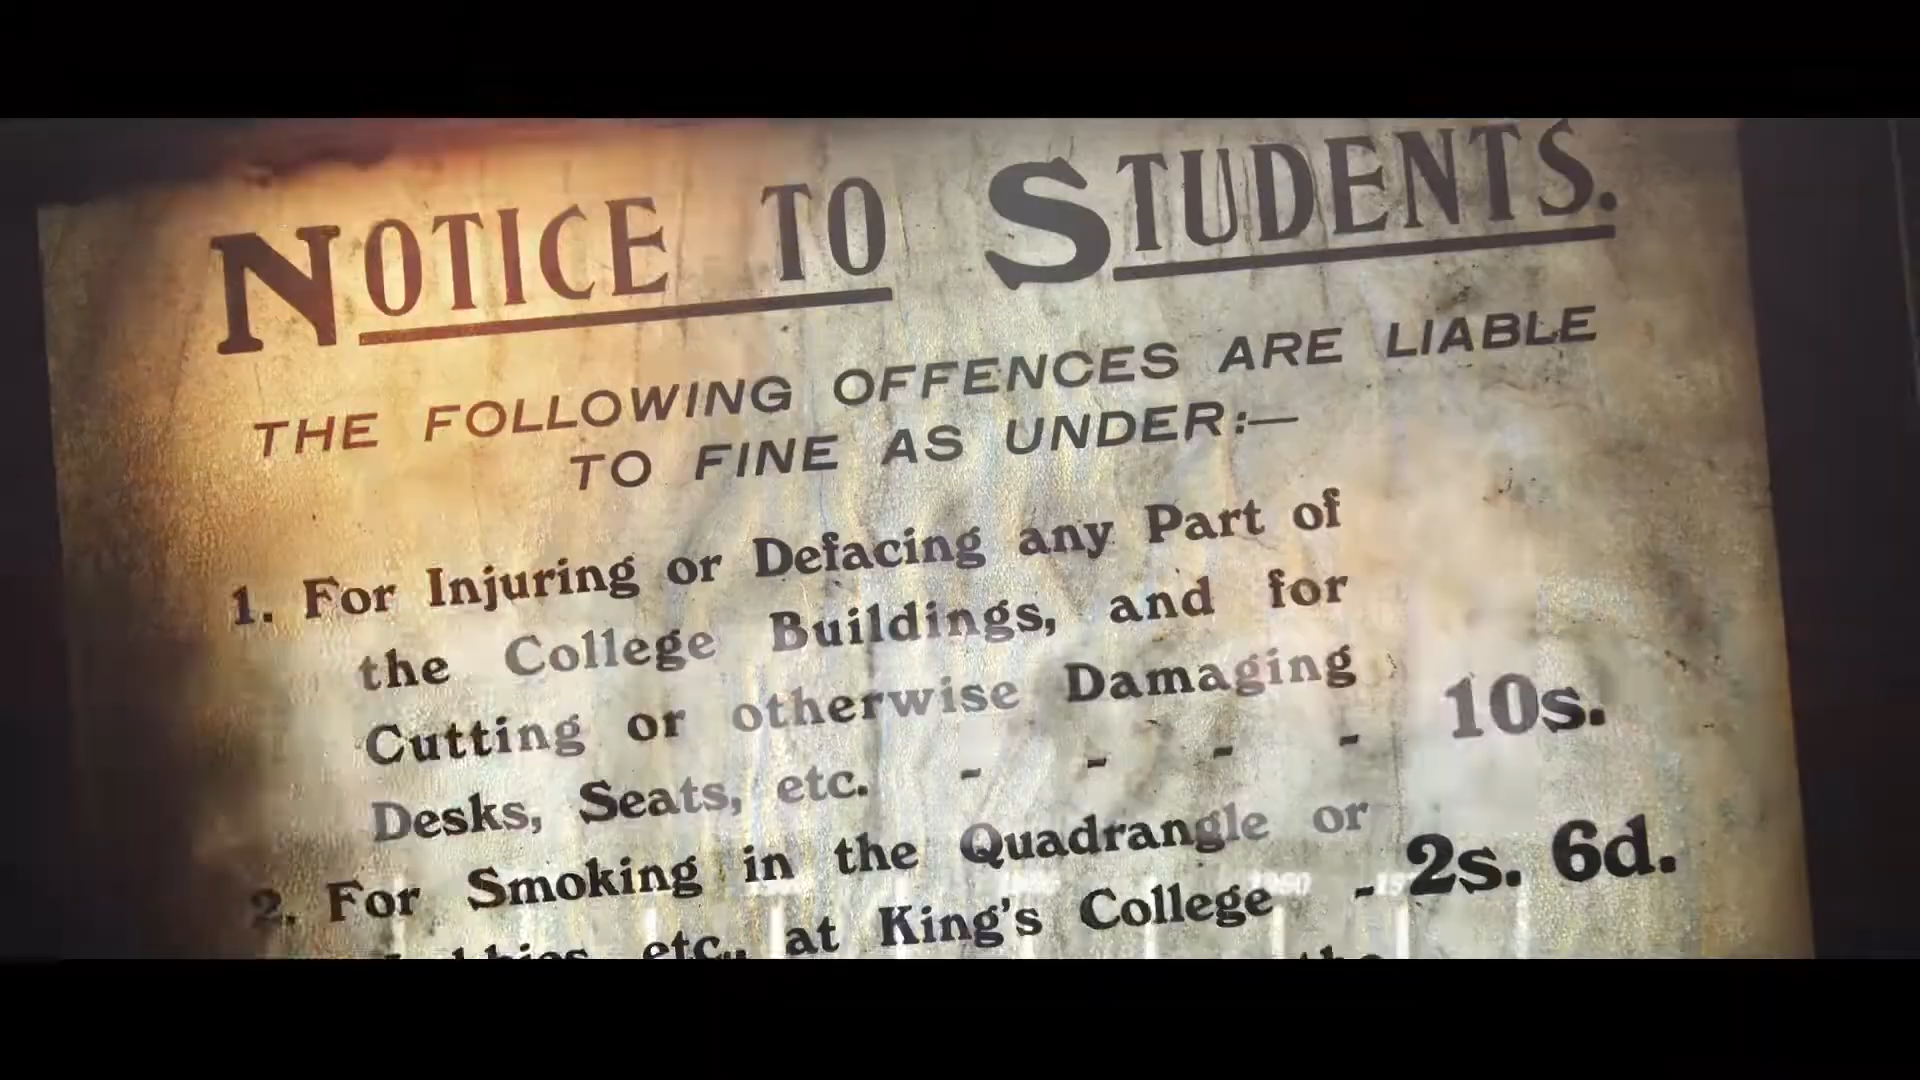 NOTICE TO STUDENTS.
THE FOLLOWING OFFENCES ARE LIABLE
TO FINE AS UNDER:—
1. For Injuring or Defacing any Part of
the College Buildings, and for
Cutting or otherwise Damaging
Desks, Seats, etc. - - - - 10s.
2. For Smoking in the Quadrangle or
etc., at King's College - 2s. 6d.